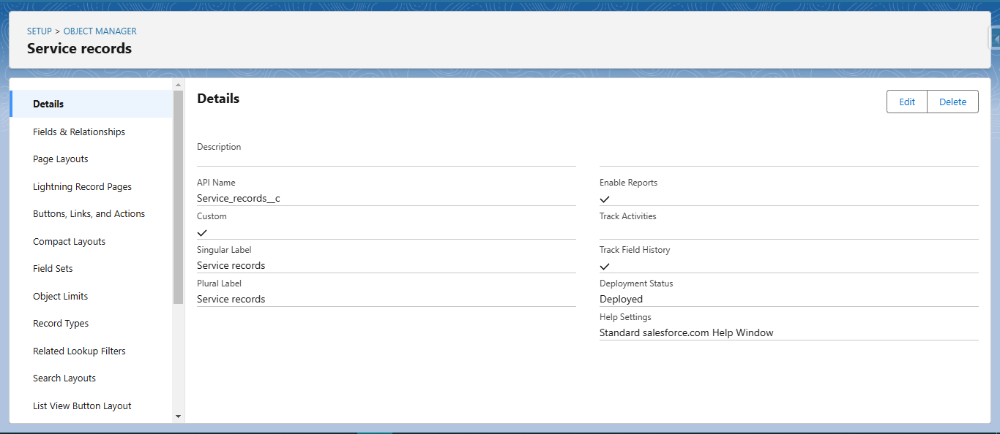 SETUP > OBJECT MANAGER
Service records
Details
Fields & Relationships
Page Layouts
Lightning Record Pages
Buttons, Links, and Actions
Compact Layouts
Field Sets
Object Limits
Record Types
Related Lookup Filters
Search Layouts
List View Button Layout
Details
Edit
Delete
Description
API Name
Service_records__c
Custom
Singular Label
Service records
Plural Label
Service records
Enable Reports
Track Activities
Track Field History
Deployment Status
Deployed
Help Settings
Standard salesforce.com Help Window